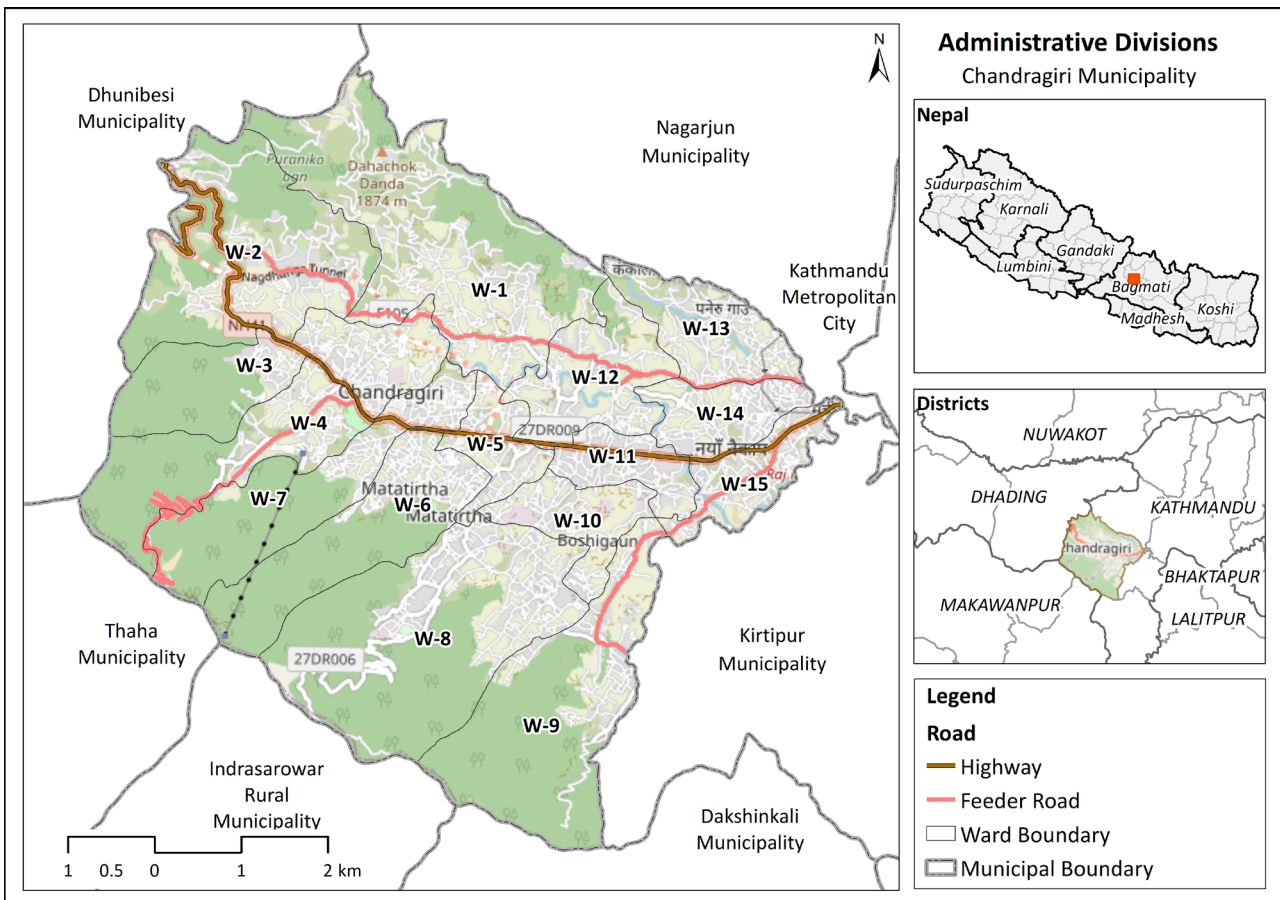 Administrative Divisions
Chandragiri Municipality
N
Dhunibesi
Municipality
Nagarjun
Municipality
Kathmandu
Metropolitan
City
Puraniko
ban
Dahachok
Danda
1874 m
W-2
Nagdhunga Tunnel
W-1
F105
पनेरु गाउ
W-13
W-3
W-12
Chandragiri
W-4
W-14
27DR009
W-5
W-11
W-15
W-7
Matatirtha
W-6
Matatirtha
W-10
Boshigaun
Thaha
Municipality
W-8
27DR006
Kirtipur
Municipality
W-9
Indrasarowar
Rural
Municipality
Dakshinkali
Municipality
1 0.5 0 1 2 km
Nepal
Sudurpaschim
Karnali
Gandaki
Lumbini
Bagmati
Koshi
Madhesh
Districts
NUWAKOT
DHADING
KATHMANDU
handragiri
BHAKTAPUR
MAKAWANPUR
LALITPUR
Legend
Road
Highway
Feeder Road
Ward Boundary
Municipal Boundary